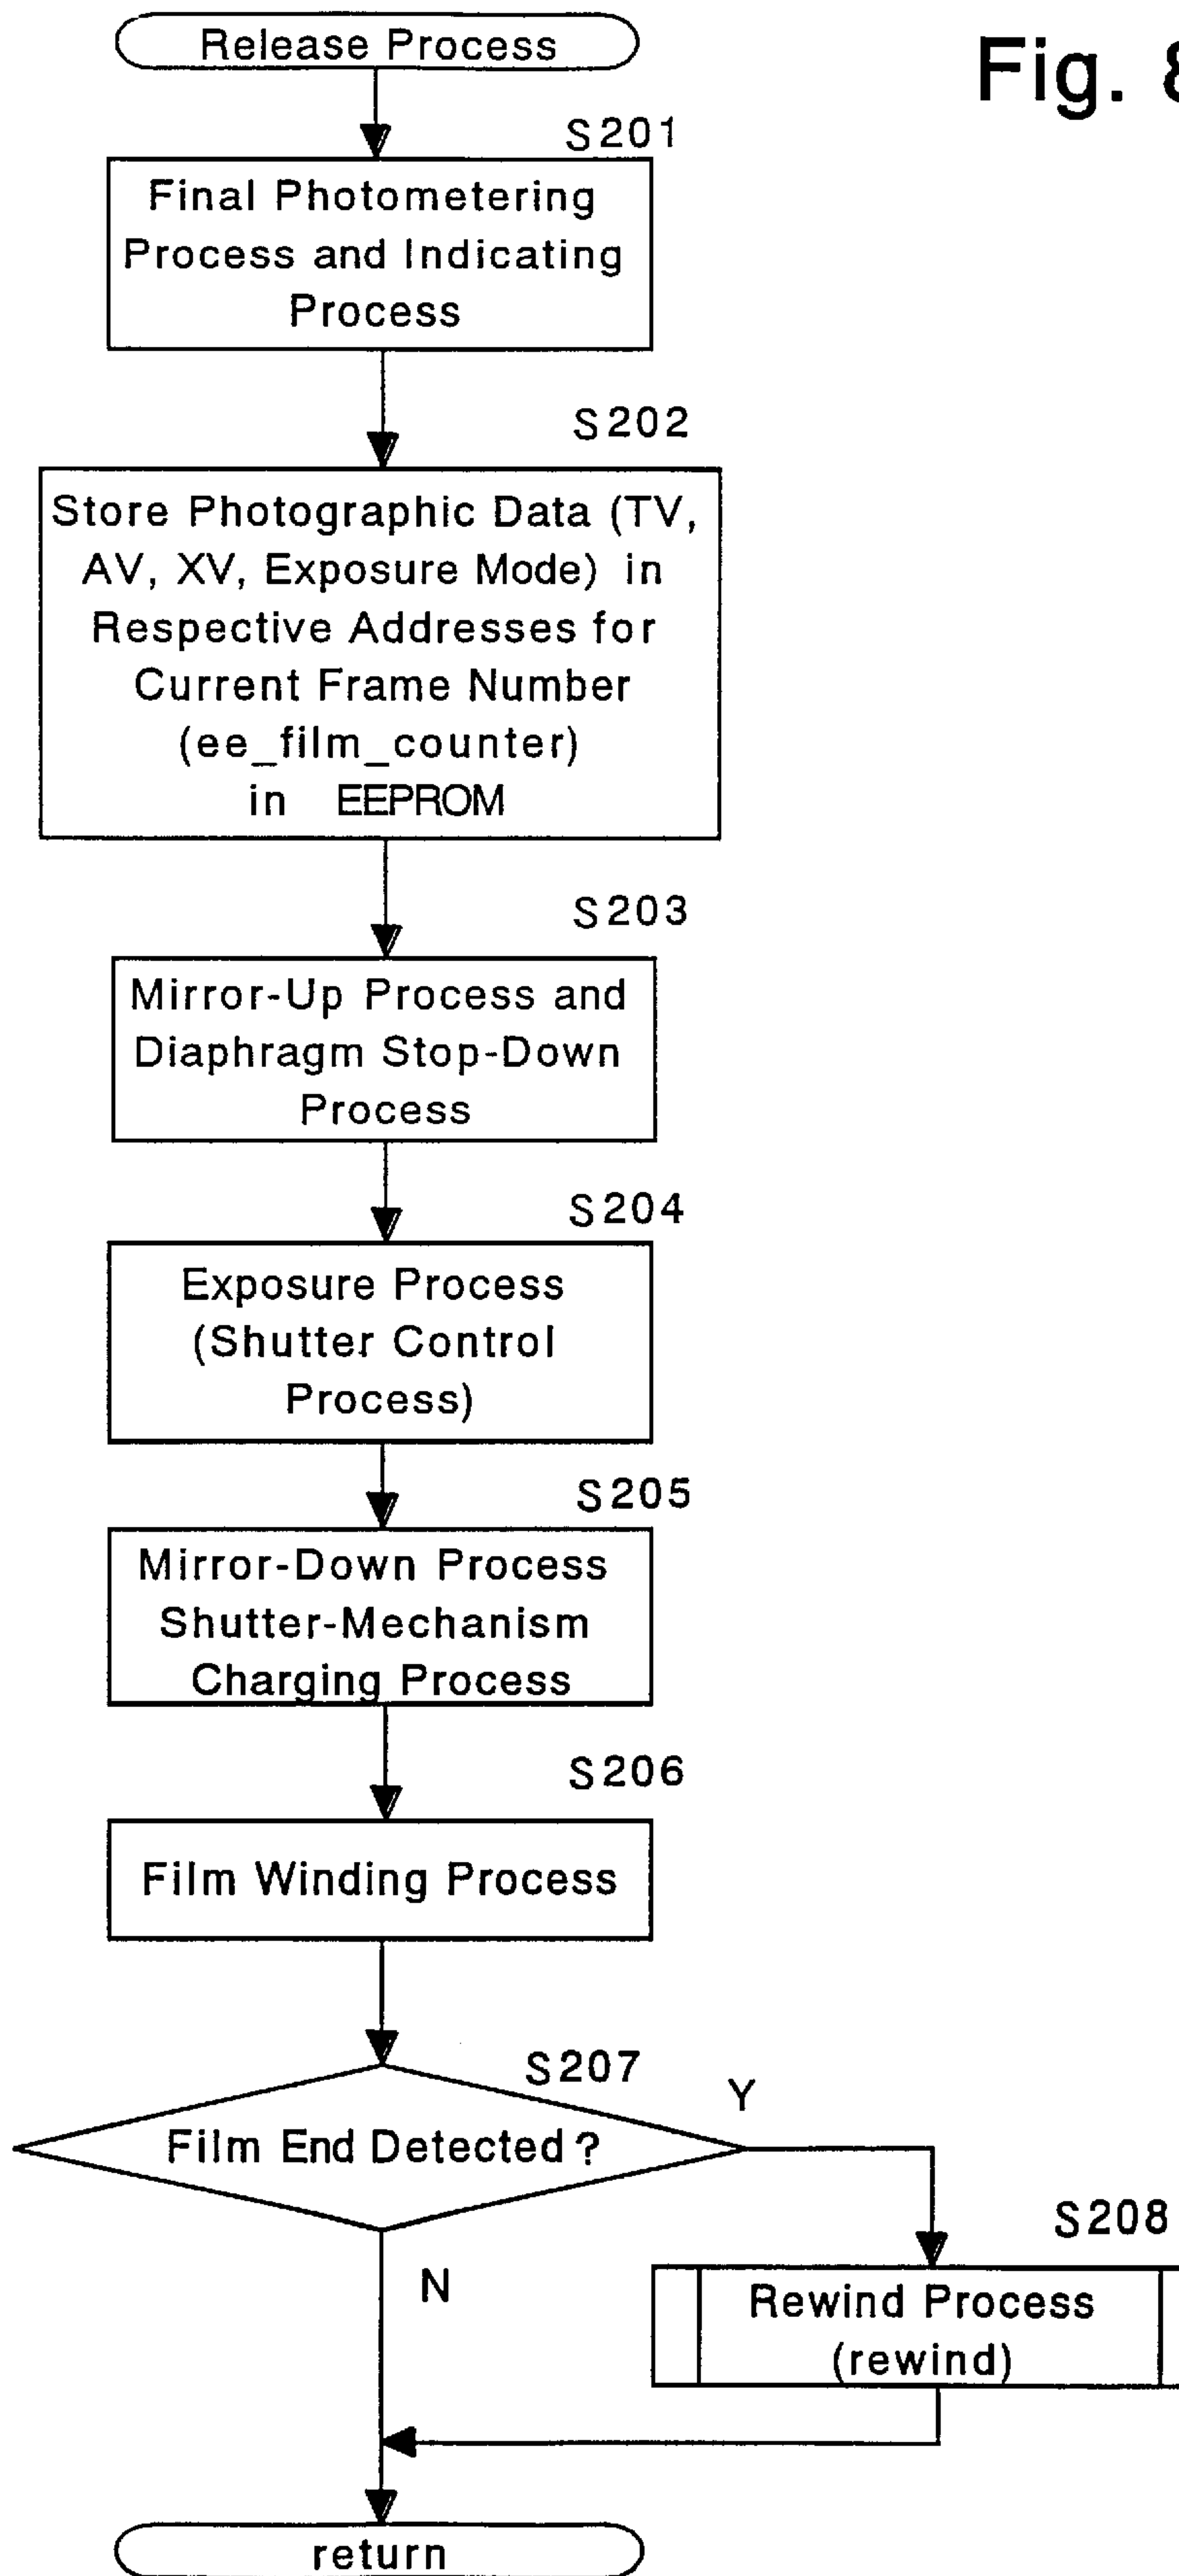 Release Process
Fig. 8
S201
Final Photometering
Process and Indicating
Process
S202
Store Photographic Data (TV,
AV, XV, Exposure Mode) in
Respective Addresses for
Current Frame Number
(ee_film_counter)
in EEPROM
S203
Mirror-Up Process and
Diaphragm Stop-Down
Process
S204
Exposure Process
(Shutter Control
Process)
S205
Mirror-Down Process
Shutter-Mechanism
Charging Process
S206
Film Winding Process
S207
Y
Film End Detected?
S208
N
Rewind Process
(rewind)
return